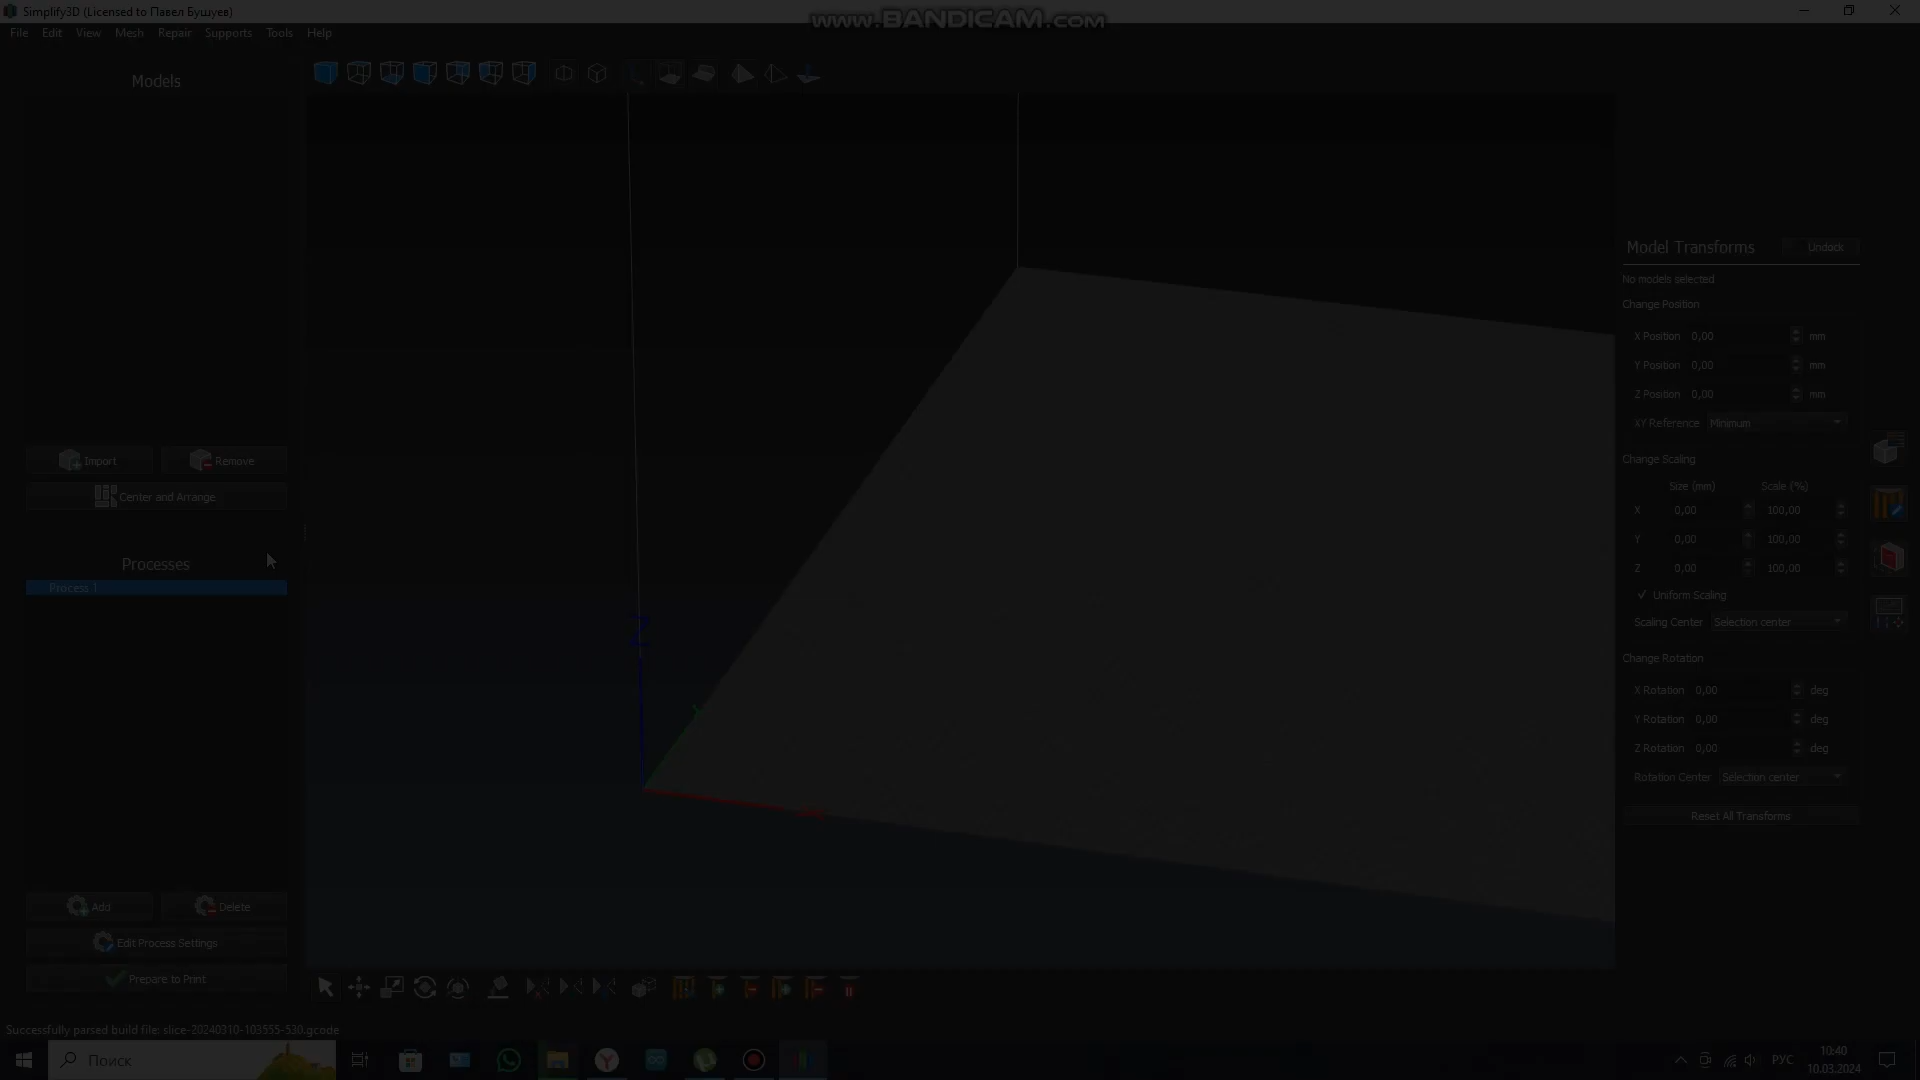 Simplify3D (Licensed to Павел Бушуев)
www.BANDICAM.com
File Edit View Mesh Repair Supports Tools Help
Models
Import
Remove
Center and Arrange
Processes
Process 1
Add
Delete
Edit Process Settings
Prepare to Print
Z
Y
Model Transforms
Undock
No models selected
Change Position
X Position 0,00 mm
Y Position 0,00 mm
Z Position 0,00 mm
XY Reference Minimum
Change Scaling
Size (mm) Scale (%)
X 0,00 100,00
Y 0,00 100,00
Z 0,00 100,00
Uniform Scaling
Scaling Center Selection center
Change Rotation
X Rotation 0,00 deg
Y Rotation 0,00 deg
Z Rotation 0,00 deg
Rotation Center Selection center
Reset All Transforms
Successfully parsed build file: slice-20240310-103555-530.gcode
Поиск
РУС
10:40
10.03.2024